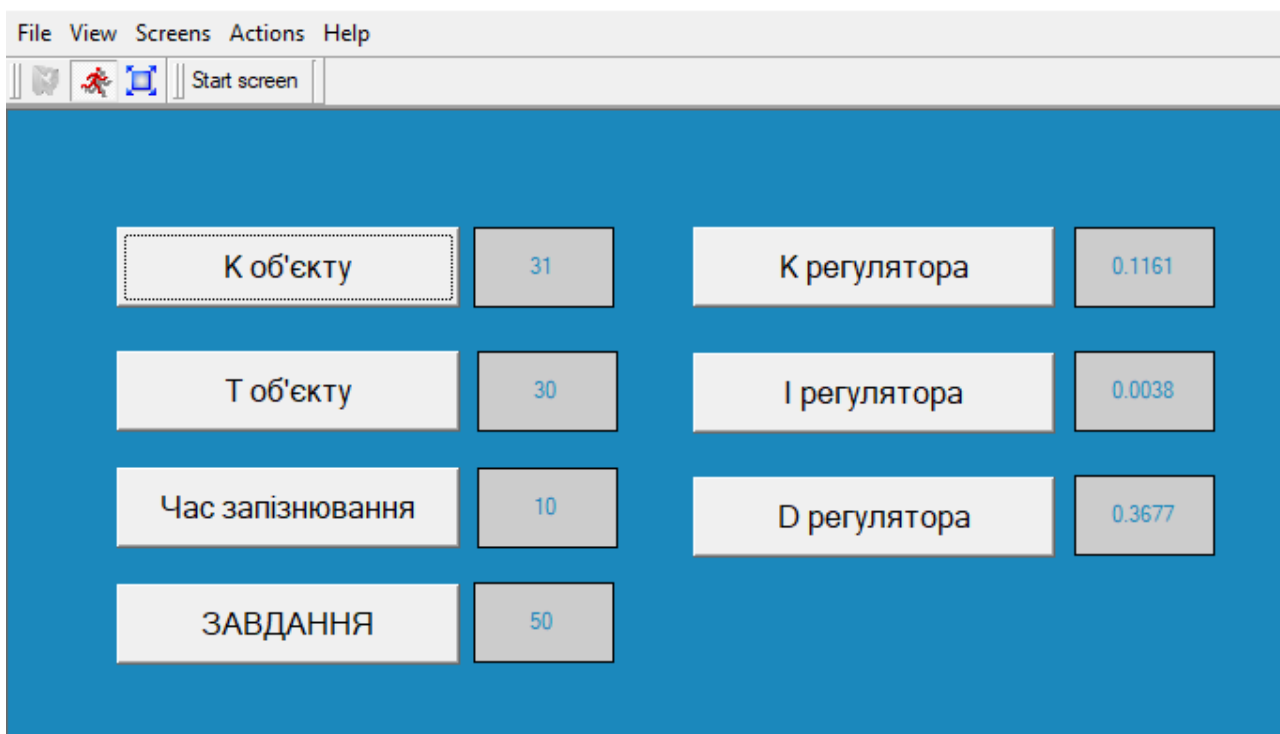 File View Screens Actions Help
Start screen
К об'єкту 31 К регулятора 0.1161
Т об'єкту 30 І регулятора 0.0038
Час запізнювання 10 D регулятора 0.3677
ЗАВДАННЯ 50